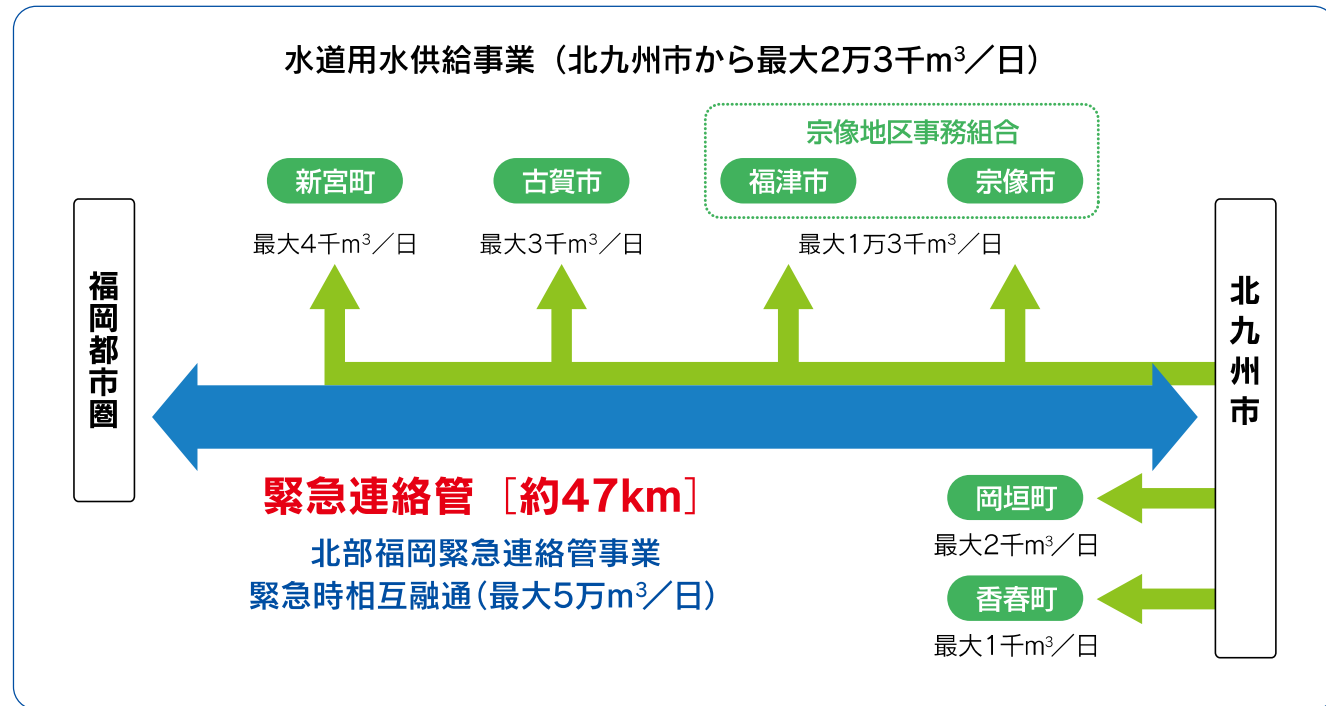 水道用水供給事業（北九州市から最大2万3千m³／日）
宗像地区事務組合
新宮町
古賀市
福津市
宗像市
最大4千m³／日
最大3千m³／日
最大1万3千m³／日
福岡都市圏
北九州市
緊急連絡管［約47km］
北部福岡緊急連絡管事業
緊急時相互融通（最大5万m³／日）
岡垣町
最大2千m³／日
香春町
最大1千m³／日